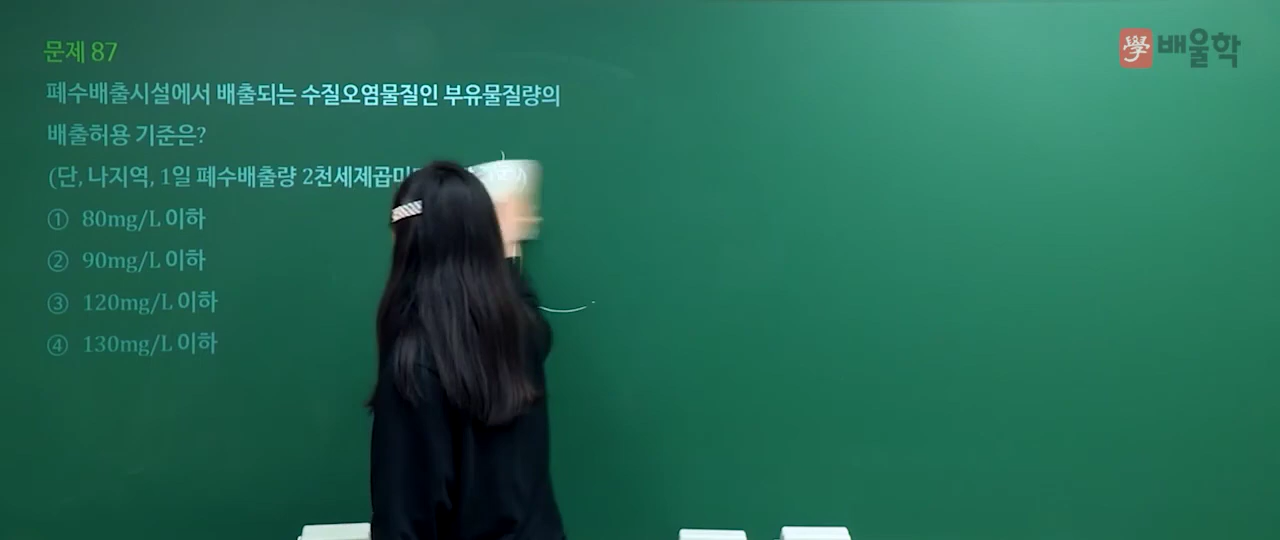 學 배울학
문제 87
폐수배출시설에서 배출되는 수질오염물질인 부유물질량의
배출허용 기준은?
(단, 나지역, 1일 폐수배출량 2천세제곱미
① 80mg/L 이하
② 90mg/L 이하
③ 120mg/L 이하
④ 130mg/L 이하